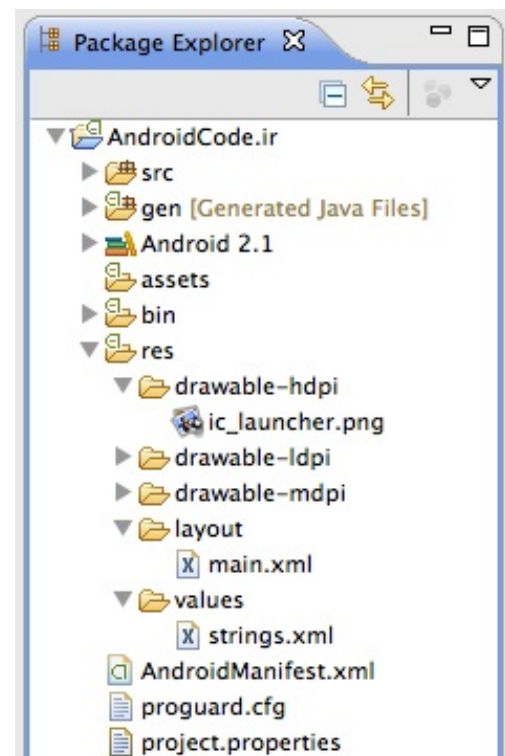 Package Explorer
AndroidCode.ir
src
gen [Generated Java Files]
Android 2.1
assets
bin
res
drawable-hdpi
ic_launcher.png
drawable-ldpi
drawable-mdpi
layout
main.xml
values
strings.xml
AndroidManifest.xml
proguard.cfg
project.properties